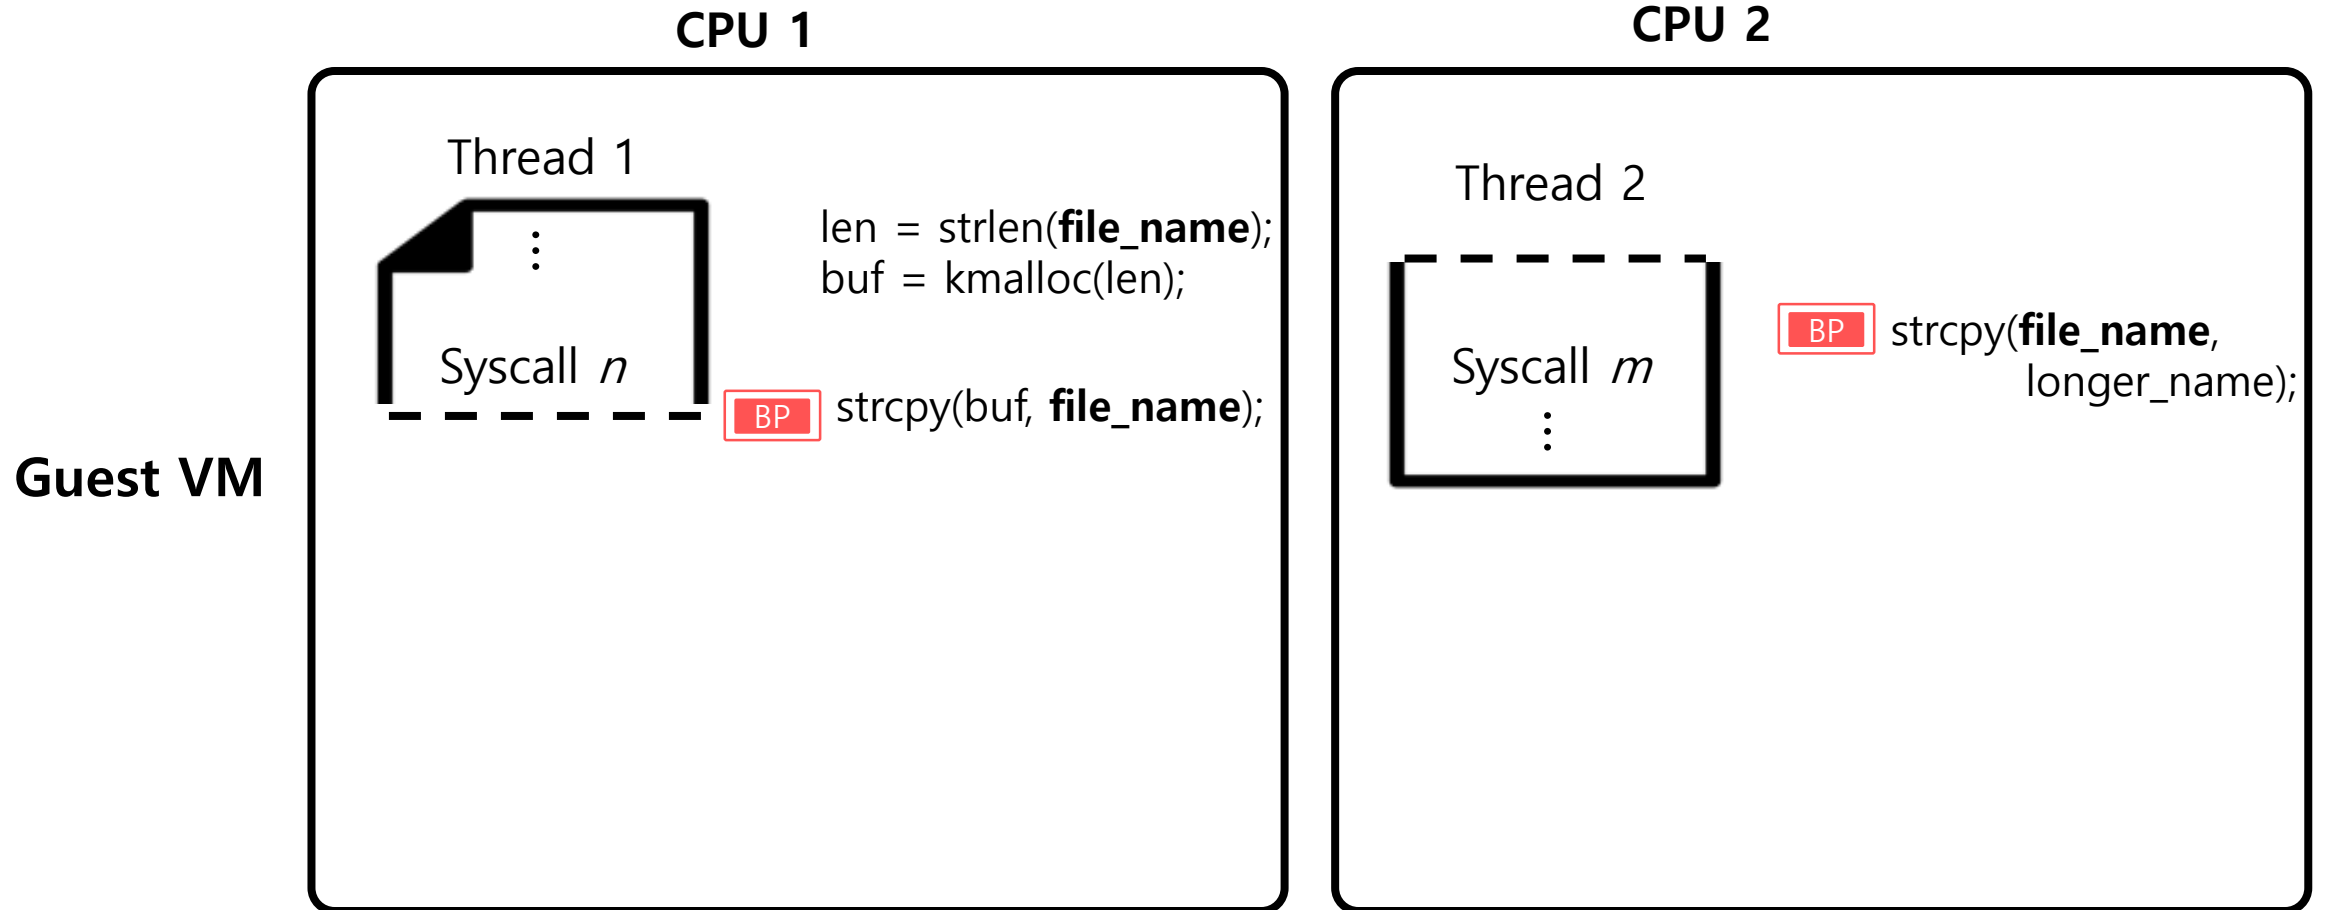 CPU 1
CPU 2
Thread 1
⋮
Syscall n
len = strlen(file_name);
buf = kmalloc(len);
BP strcpy(buf, file_name);
Thread 2
Syscall m
⋮
BP strcpy(file_name,
longer_name);
Guest VM